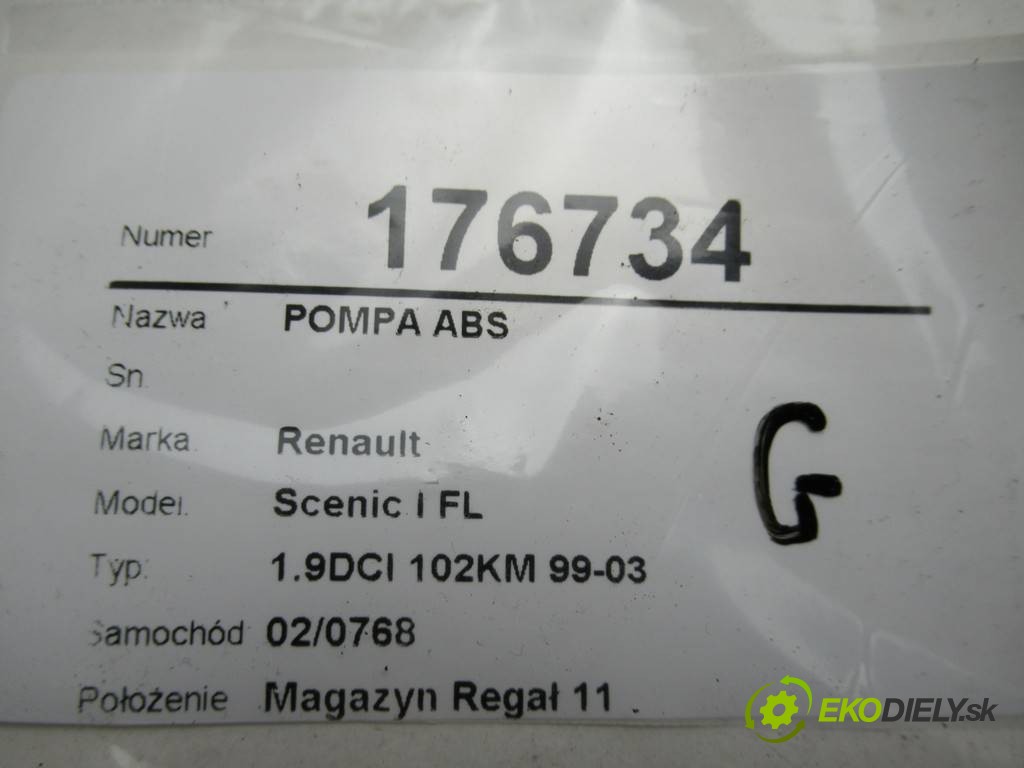 Numer 176734
Nazwa POMPA ABS
Sn.
Marka Renault
Model. Scenic I FL
Typ: 1.9DCI 102KM 99-03
Samochód 02/0768
Położenie Magazyn Regał 11
G
EKODIELY.sk